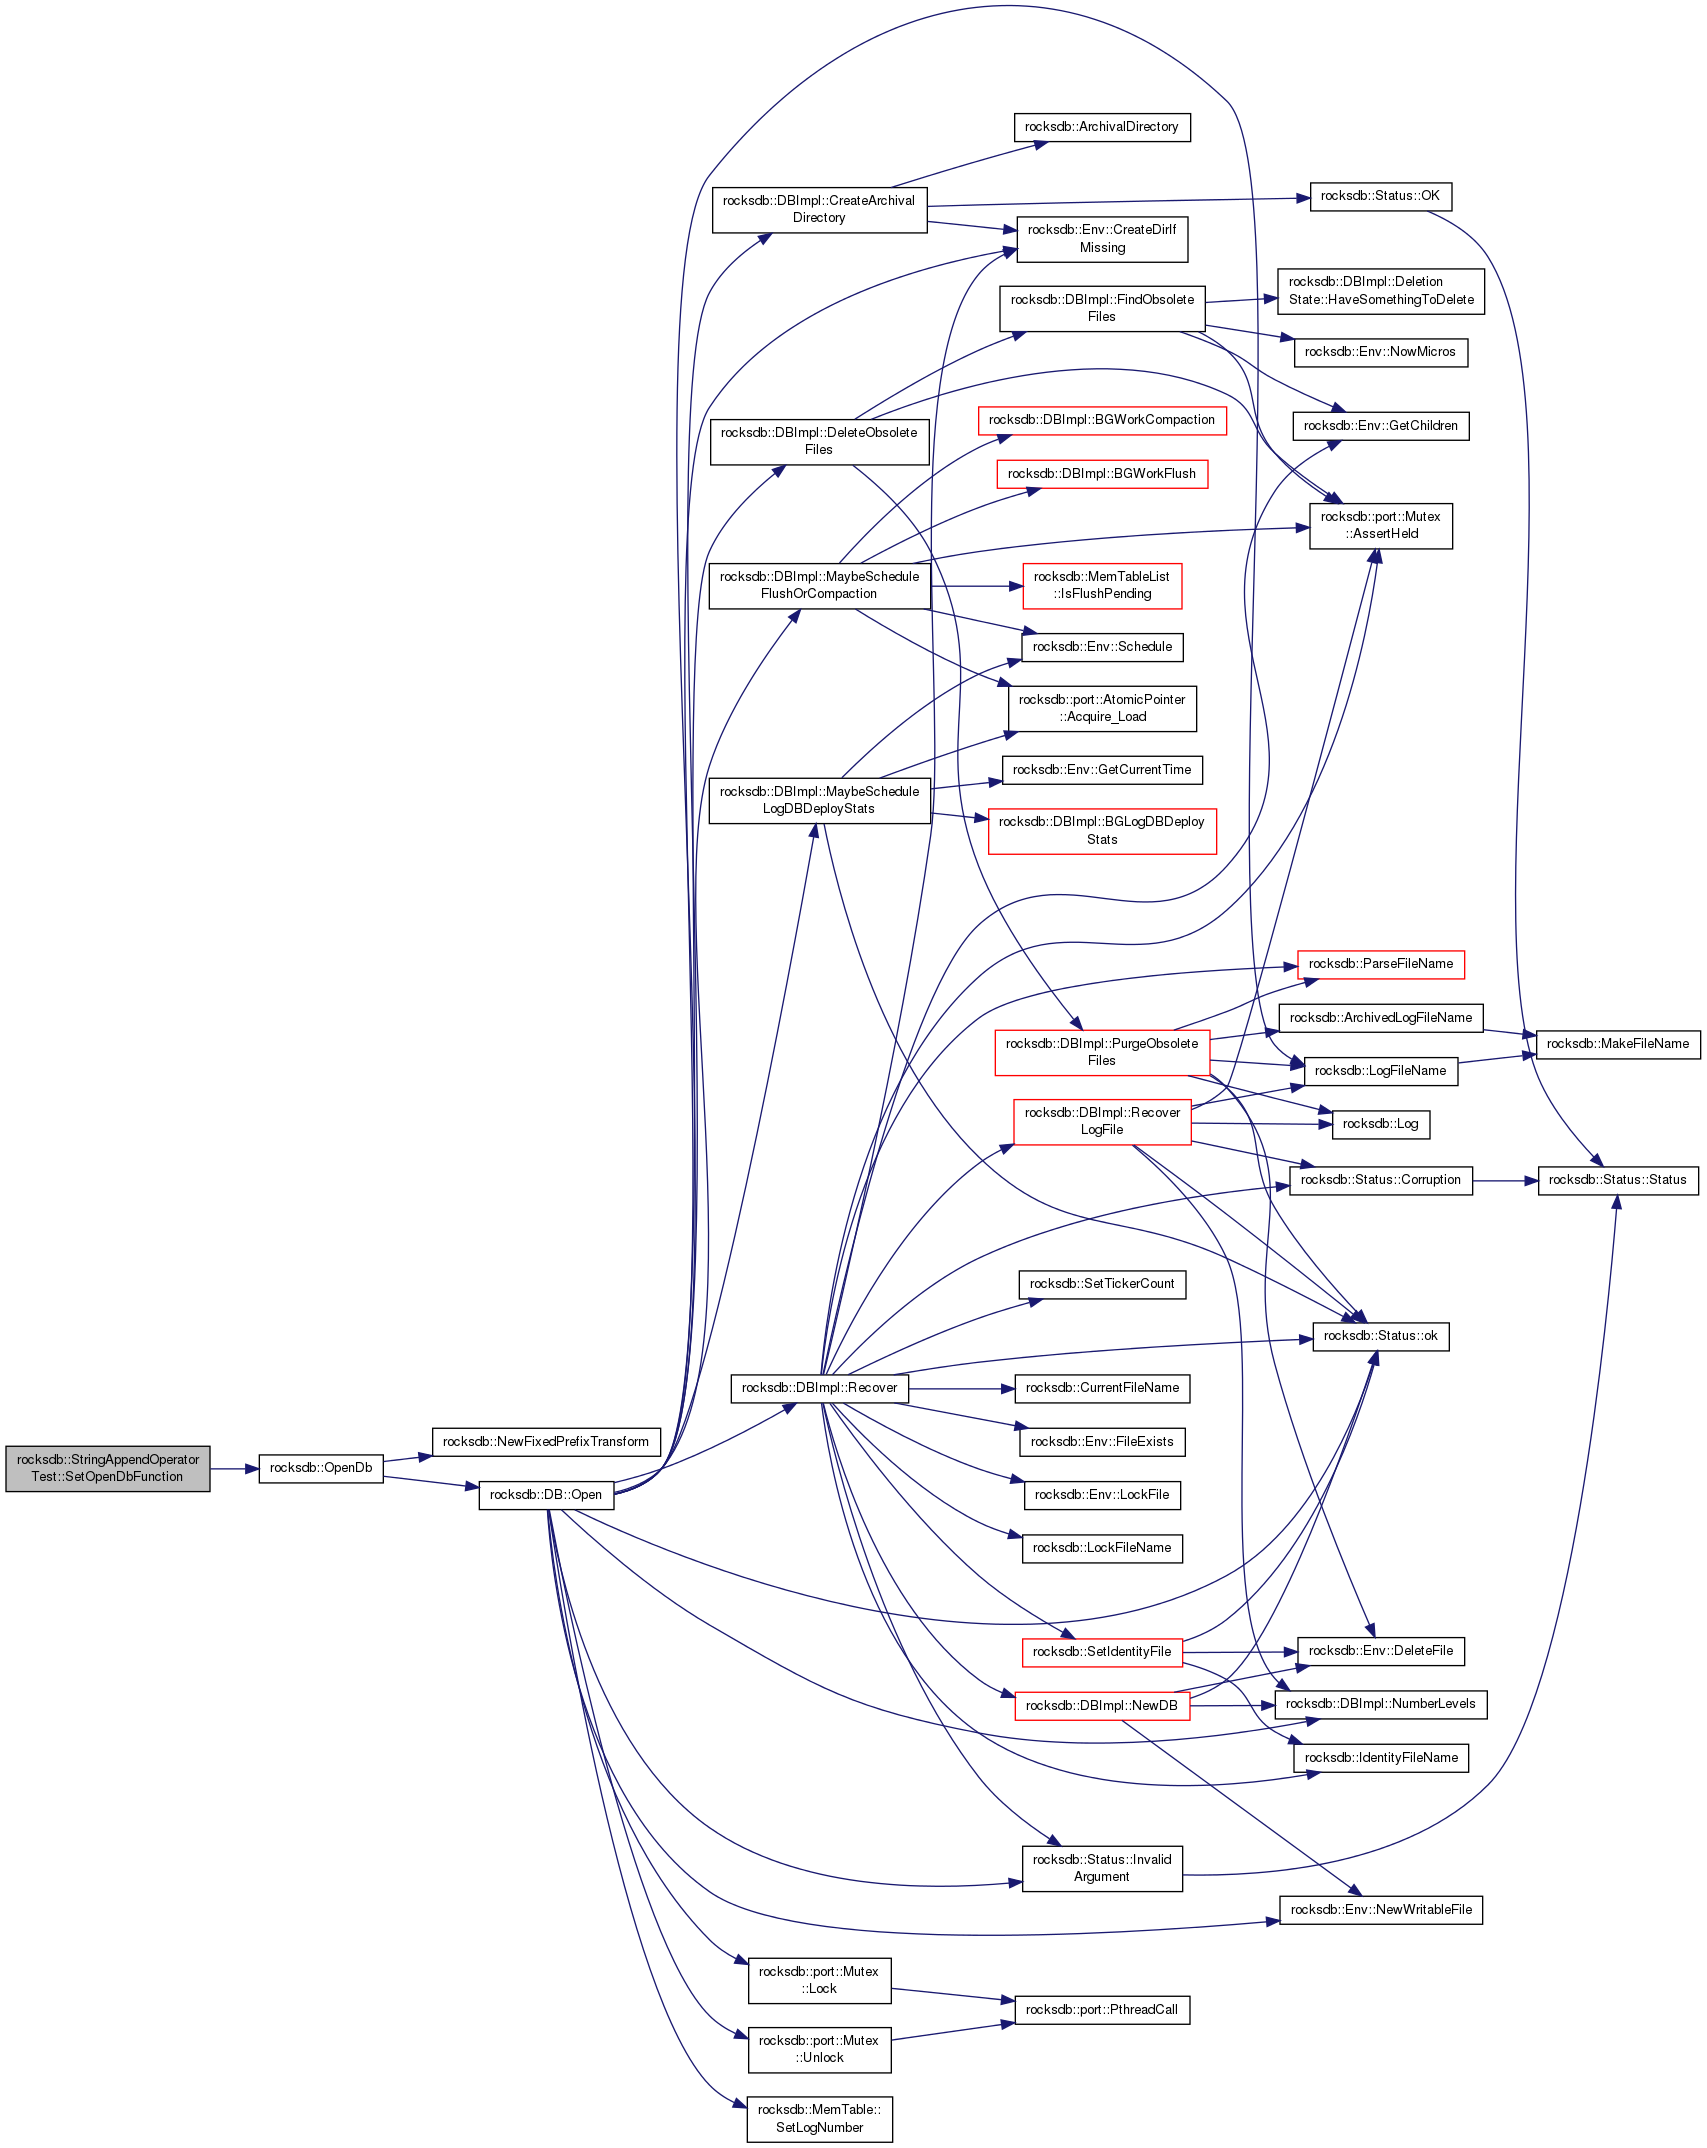 rocksdb::ArchivalDirectory
rocksdb::DBImpl::CreateArchival
Directory
rocksdb::Status::OK
rocksdb::Env::CreateDirIf
Missing
rocksdb::DBImpl::Deletion
State::HaveSomethingToDelete
rocksdb::DBImpl::FindObsolete
Files
rocksdb::Env::NowMicros
rocksdb::DBImpl::BGWorkCompaction
rocksdb::Env::GetChildren
rocksdb::DBImpl::DeleteObsolete
Files
rocksdb::DBImpl::BGWorkFlush
rocksdb::port::Mutex
::AssertHeld
rocksdb::DBImpl::MaybeSchedule
FlushOrCompaction
rocksdb::MemTableList
::IsFlushPending
rocksdb::Env::Schedule
rocksdb::port::AtomicPointer
::Acquire_Load
rocksdb::Env::GetCurrentTime
rocksdb::DBImpl::MaybeSchedule
LogDBDeployStats
rocksdb::DBImpl::BGLogDBDeploy
Stats
rocksdb::ParseFileName
rocksdb::ArchivedLogFileName
rocksdb::DBImpl::PurgeObsolete
Files
rocksdb::MakeFileName
rocksdb::LogFileName
rocksdb::DBImpl::Recover
LogFile
rocksdb::Log
rocksdb::Status::Corruption
rocksdb::Status::Status
rocksdb::SetTickerCount
rocksdb::Status::ok
rocksdb::DBImpl::Recover
rocksdb::CurrentFileName
rocksdb::NewFixedPrefixTransform
rocksdb::Env::FileExists
rocksdb::StringAppendOperator
Test::SetOpenDbFunction
rocksdb::OpenDb
rocksdb::DB::Open
rocksdb::Env::LockFile
rocksdb::LockFileName
rocksdb::SetIdentityFile
rocksdb::Env::DeleteFile
rocksdb::DBImpl::NewDB
rocksdb::DBImpl::NumberLevels
rocksdb::IdentityFileName
rocksdb::Status::Invalid
Argument
rocksdb::Env::NewWritableFile
rocksdb::port::Mutex
::Lock
rocksdb::port::PthreadCall
rocksdb::port::Mutex
::Unlock
rocksdb::MemTable::
SetLogNumber